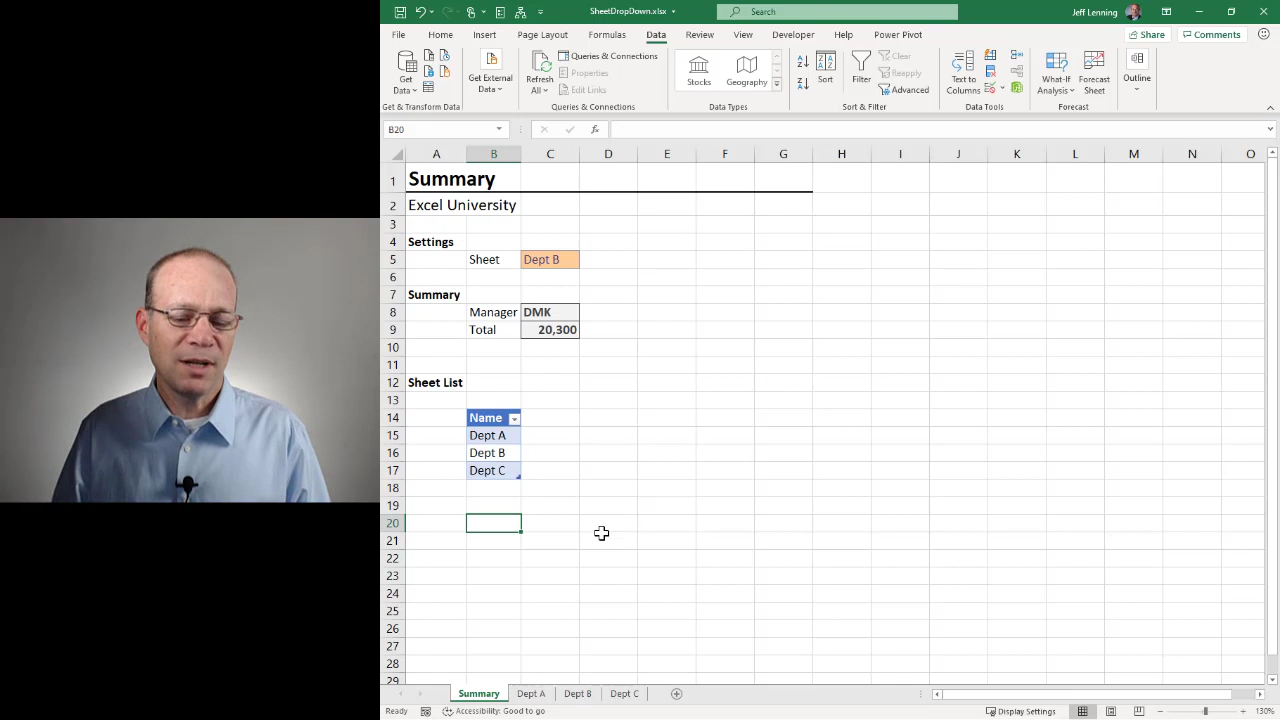 SheetDropDown.xlsx
Search
Jeff Lenning
File Home Insert Page Layout Formulas Data Review View Developer Help Power Pivot
Share Comments
Get Data
Get External Data
Refresh All
Queries & Connections
Properties
Edit Links
Stocks
Geography
Sort
Filter
Clear
Reapply
Advanced
Text to Columns
What-If Analysis
Forecast Sheet
Outline
Get & Transform Data
Queries & Connections
Data Types
Sort & Filter
Data Tools
Forecast
B20
fx
A B C D E F G H I J K L M N O
1 Summary
2 Excel University
3
4 Settings
5 Sheet Dept B
6
7 Summary
8 Manager DMK
9 Total 20,300
10
11
12 Sheet List
13
14 Name
15 Dept A
16 Dept B
17 Dept C
18
19
20
21
22
23
24
25
26
27
28
29
Summary Dept A Dept B Dept C
Ready Accessibility: Good to go Display Settings 130%